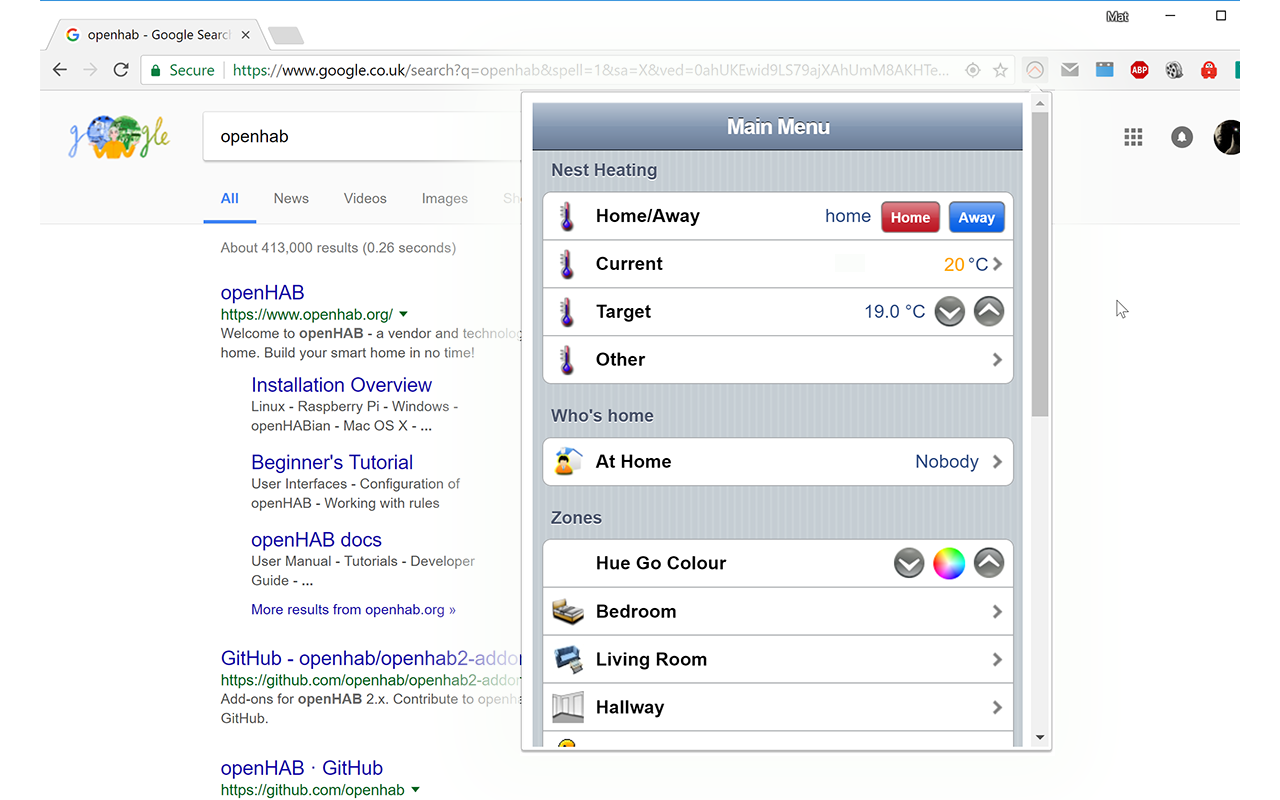 Mat
openhab - Google Searc
Secure
https://www.google.co.uk/search?q=openhab&spell=1&sa=X&ved=0ahUKEwid9LS79ajXAhUmM8AKHTe...
ABP
google
openhab
All
News
Videos
Images
Sh
About 413,000 results (0.26 seconds)
openHAB
https://www.openhab.org/
Welcome to openHAB - a vendor and technolog
home. Build your smart home in no time!
Installation Overview
Linux - Raspberry Pi - Windows -
openHABian - Mac OS X - ...
Beginner's Tutorial
User Interfaces - Configuration of
openHAB - Working with rules
openHAB docs
User Manual - Tutorials - Developer
Guide - ...
More results from openhab.org »
GitHub - openhab/openhab2-addon
https://github.com/openhab/openhab2-addon
Add-ons for openHAB 2.x. Contribute to openh
GitHub.
openHAB · GitHub
https://github.com/openhab
Main Menu
Nest Heating
Home/Away home Home Away
Current 20 °C
Target 19.0 °C
Other
Who's home
At Home Nobody
Zones
Hue Go Colour
Bedroom
Living Room
Hallway